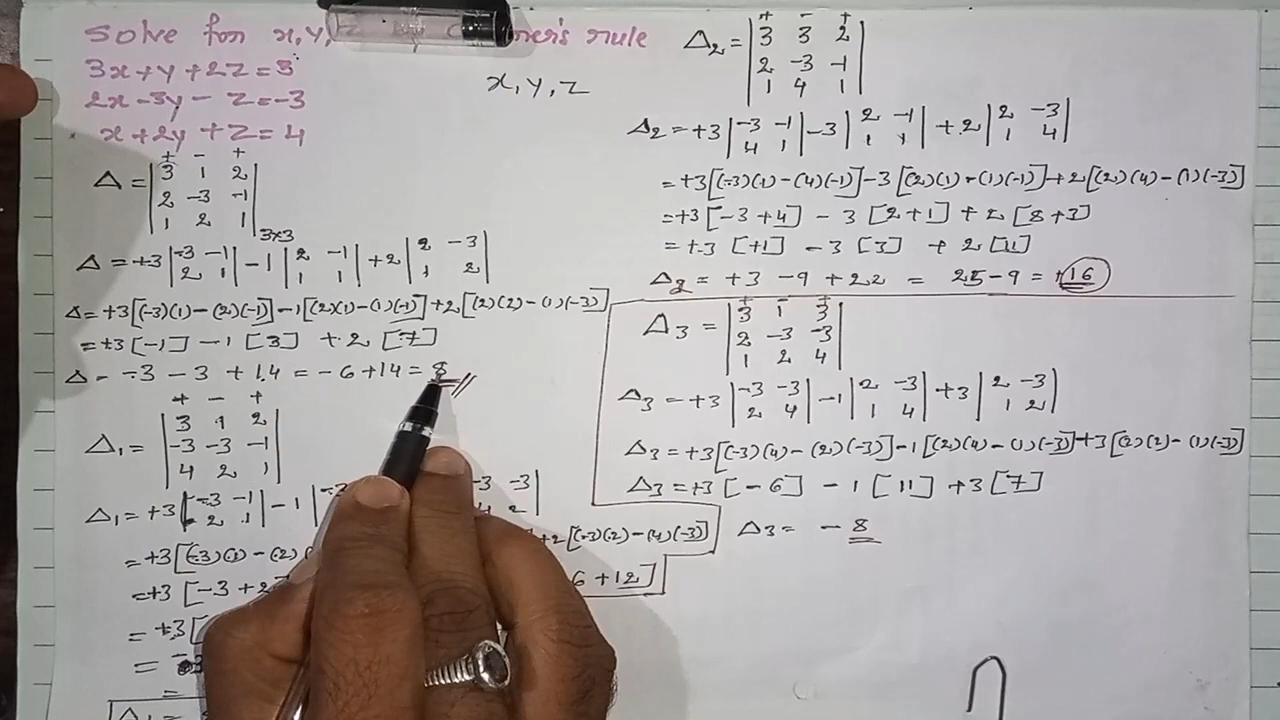 Solve for x, y, rule
3x + y + 2z = 3
2x - 3y - z = -3
x + 2y + z = 4
x, y, z
+ - +
Δ = | 3 1 2 |
| 2 -3 -1 |
| 1 2 1 | 3x3
Δ = +3 | -3 -1 | -1 | 2 -1 | +2 | 2 -3 |
| 2 1 | | 1 1 | | 1 2 |
Δ = +3[(-3)(1) - (2)(-1)] -1[(2)(1) - (1)(-1)] +2[(2)(2) - (1)(-3)]
= +3 [-1] - 1 [3] + 2 [7]
Δ = -3 - 3 + 14 = -6 + 14 = 8
+ - +
Δ1 = | 3 1 2 |
| -3 -3 -1 |
| 4 2 1 |
Δ1 = +3 | -3 -1 | -1 | -3 -3 |
| 2 1 | 2 |
= +3 [(-3)(1) - (2) +2 [(-3)(2) - (4)(-3)]
= +3 [-3 + 2 6 + 12]
= +3[
= -3
=
Δ1 =
+ - +
Δ2 = | 3 3 2 |
| 2 -3 -1 |
| 1 4 1 |
Δ2 = +3 | -3 -1 | -3 | 2 -1 | +2 | 2 -3 |
| 4 1 | | 1 1 | | 1 4 |
= +3[(-3)(1) - (4)(-1)] - 3 [(2)(1) - (1)(-1)] + 2 [(2)(4) - (1)(-3)]
= +3 [-3 + 4] - 3 [2 + 1] + 2 [8 + 3]
= +3 [+1] - 3 [3] + 2 [11]
Δ2 = +3 - 9 + 22 = 25 - 9 = +16
+ - +
Δ3 = | 3 1 3 |
| 2 -3 -3 |
| 1 2 4 |
Δ3 = +3 | -3 -3 | -1 | 2 -3 | +3 | 2 -3 |
| 2 4 | | 1 4 | | 1 2 |
Δ3 = +3[(-3)(4) - (2)(-3)] -1 [(2)(4) - (1)(-3)] +3 [(2)(2) - (1)(-3)]
Δ3 = +3 [-6] - 1 [11] + 3 [7]
Δ3 = - 8